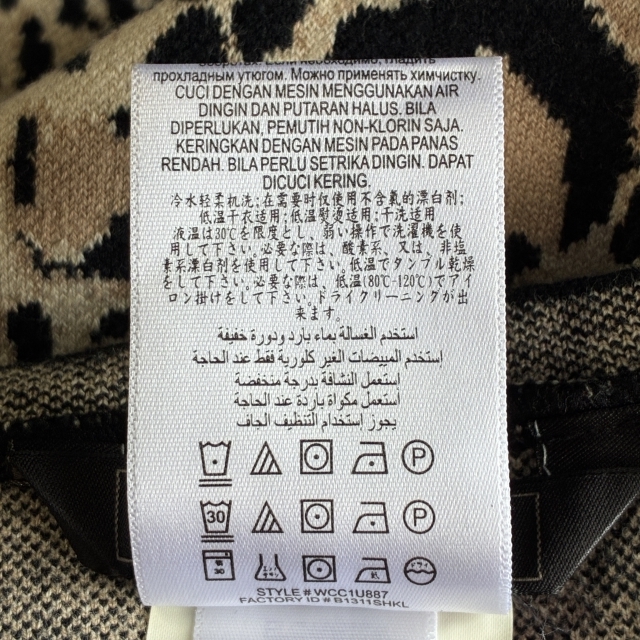 необходимо, гладить
прохладным утюгом. Можно применять химчистку.
CUCI DENGAN MESIN MENGGUNAKAN AIR
DINGIN DAN PUTARAN HALUS. BILA
DIPERLUKAN, PEMUTIH NON-KLORIN SAJA.
KERINGKAN DENGAN MESIN PADA PANAS
RENDAH. BILA PERLU SETRIKA DINGIN. DAPAT
DICUCI KERING.
冷水轻柔机洗;在需要时仅使用不含氯的漂白剂;
低温干衣适用;低温熨烫适用;干洗适用
液温は30℃を限度とし、弱い操作で洗濯機を使
用して下さい。必要な際は、酸素系、又は、非塩
素系漂白剤を使用して下さい。低温でタンブル乾燥
をして下さい。必要な際は、低温(80℃-120℃)でアイ
ロン掛けをして下さい。ドライクリーニングが出
来ます。
استخدم الغسالة بماء بارد ودورة خفيفة
استخدم المبيضات الغير كلورية فقط عند الحاجة
إستعمل النشافة بدرجة منخفضة
إستعمل مكواة باردة عند الحاجة
يجوز إستخدام التنظيف الجاف
P
30 P
30
STYLE # WCC1U887
FACTORY ID # B1311SHKL